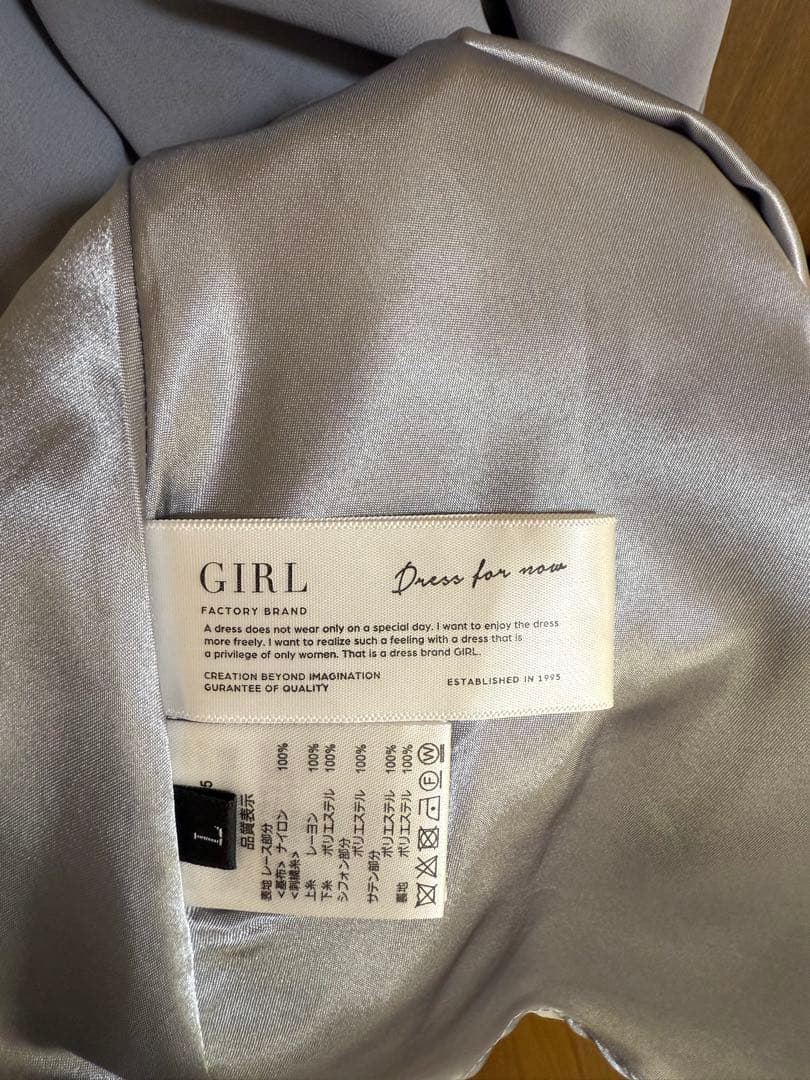 GIRL
Dress for now
FACTORY BRAND
A dress does not wear only on a special day. I want to enjoy the dress
more freely. I want to realize such a feeling with a dress that is
a privilege of only women. That is a dress brand GIRL.
CREATION BEYOND IMAGINATION
GURANTEE OF QUALITY
ESTABLISHED IN 1995
5
L
品質表示
表地 レース部分
<基布> ナイロン 100%
<刺繍糸>
上糸 レーヨン 100%
下糸 ポリエステル 100%
シフォン部分
ポリエステル 100%
サテン部分
ポリエステル 100%
裏地 ポリエステル 100%
F W